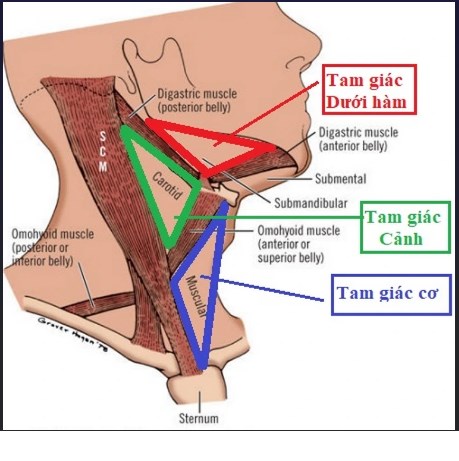 Tam giác
Dưới hàm
Digastric muscle
(posterior belly)
Digastric muscle
(anterior belly)
SCM
Carotid
Submental
Submandibular
Tam giác
Cảnh
Omohyoid muscle
(posterior or
inferior belly)
Omohyoid muscle
(anterior or
superior belly)
Muscular
Tam giác cơ
Sternum